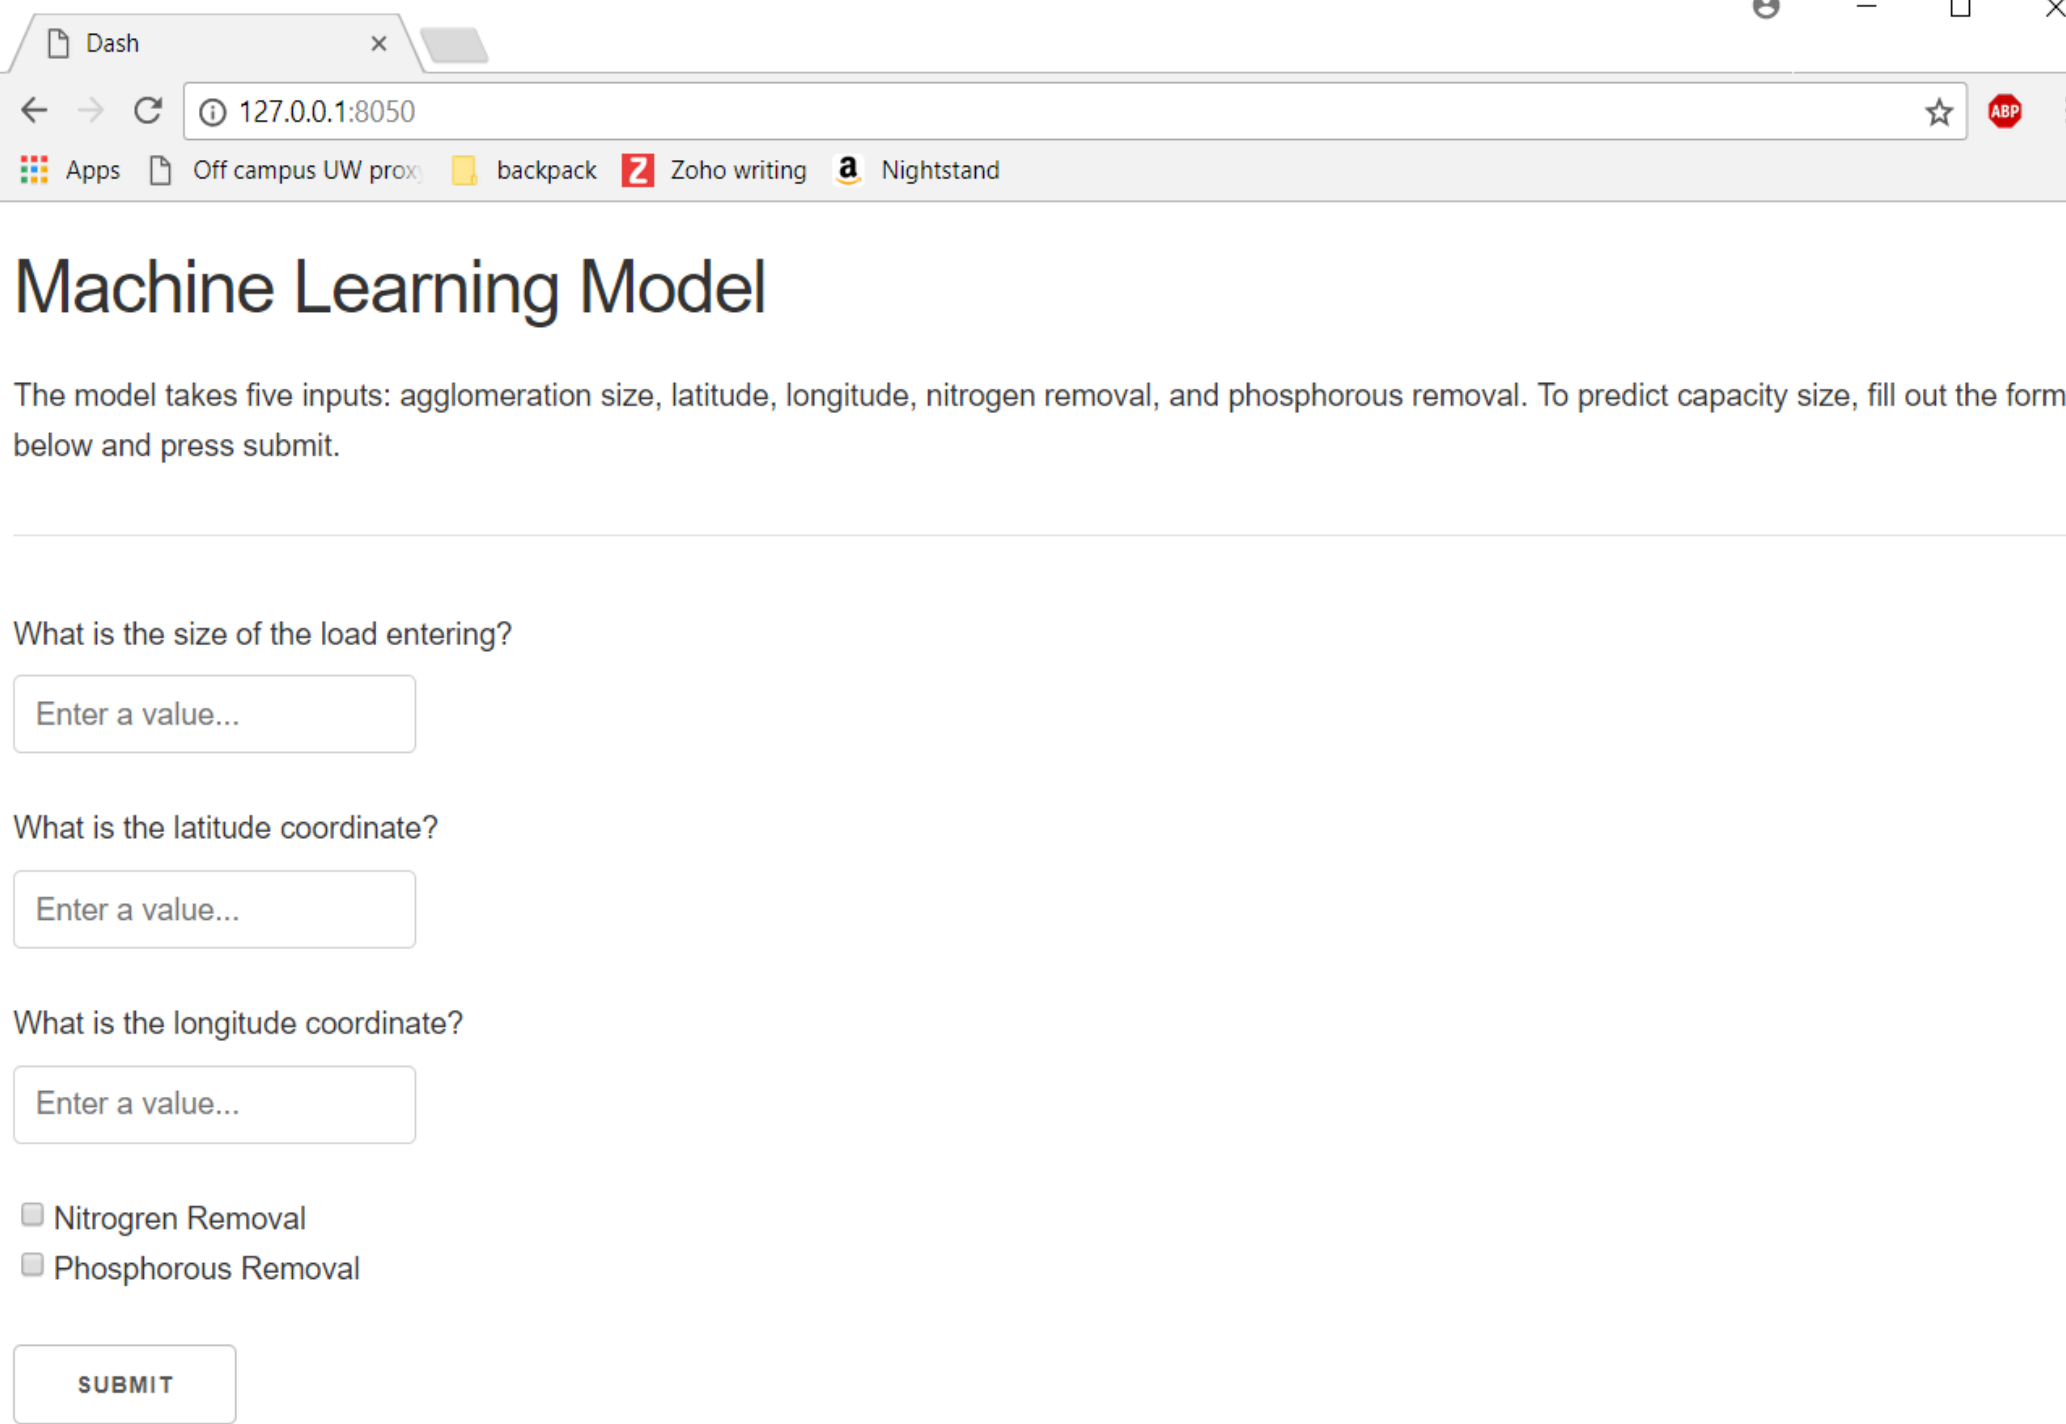 Dash
127.0.0.1:8050
ABP
Apps Off campus UW prox backpack Z Zoho writing a Nightstand
Machine Learning Model
The model takes five inputs: agglomeration size, latitude, longitude, nitrogen removal, and phosphorous removal. To predict capacity size, fill out the form
below and press submit.
What is the size of the load entering?
Enter a value...
What is the latitude coordinate?
Enter a value...
What is the longitude coordinate?
Enter a value...
Nitrogren Removal
Phosphorous Removal
SUBMIT